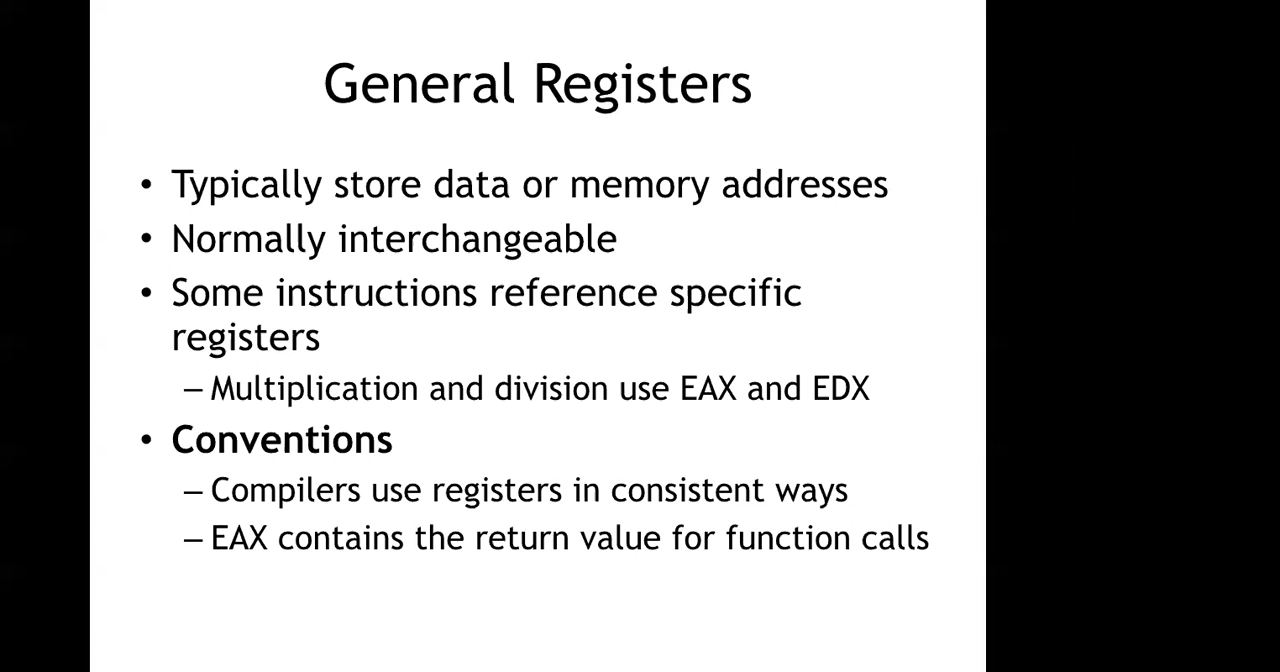 General Registers
• Typically store data or memory addresses
• Normally interchangeable
• Some instructions reference specific
registers
– Multiplication and division use EAX and EDX
• Conventions
– Compilers use registers in consistent ways
– EAX contains the return value for function calls